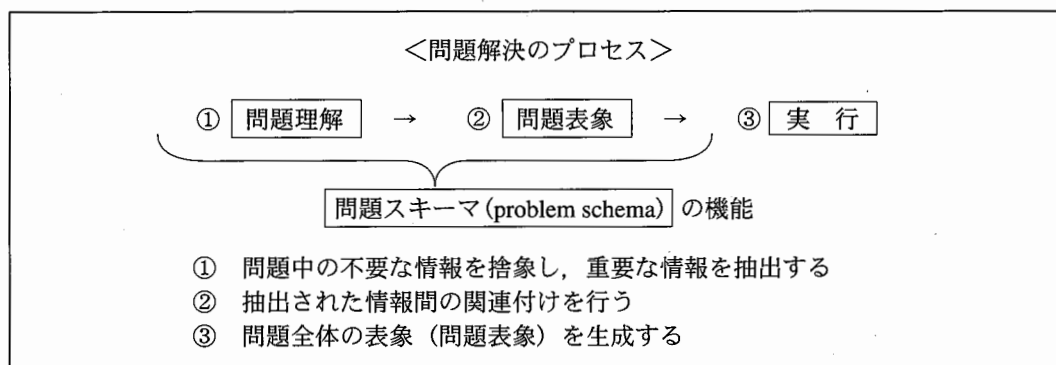 <問題解決のプロセス>
① 問題理解 → ② 問題表象 → ③ 実 行
問題スキーマ(problem schema) の機能
① 問題中の不要な情報を捨象し，重要な情報を抽出する
② 抽出された情報間の関連付けを行う
③ 問題全体の表象（問題表象）を生成する